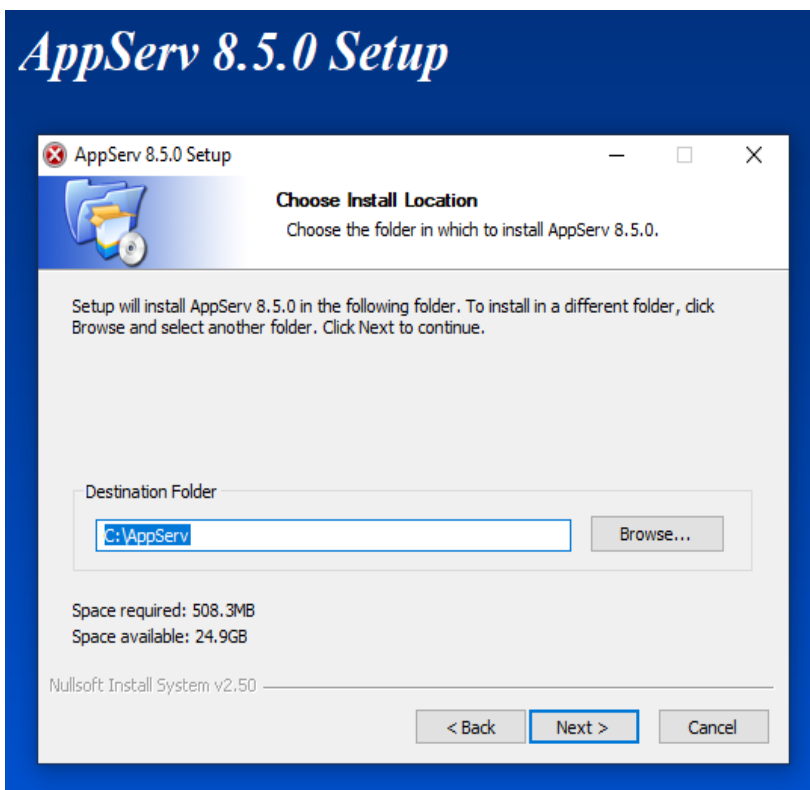 AppServ 8.5.0 Setup
AppServ 8.5.0 Setup
Choose Install Location
Choose the folder in which to install AppServ 8.5.0.
Setup will install AppServ 8.5.0 in the following folder. To install in a different folder, click
Browse and select another folder. Click Next to continue.
Destination Folder
C:\AppServ
Browse...
Space required: 508.3MB
Space available: 24.9GB
Nullsoft Install System v2.50
< Back
Next >
Cancel